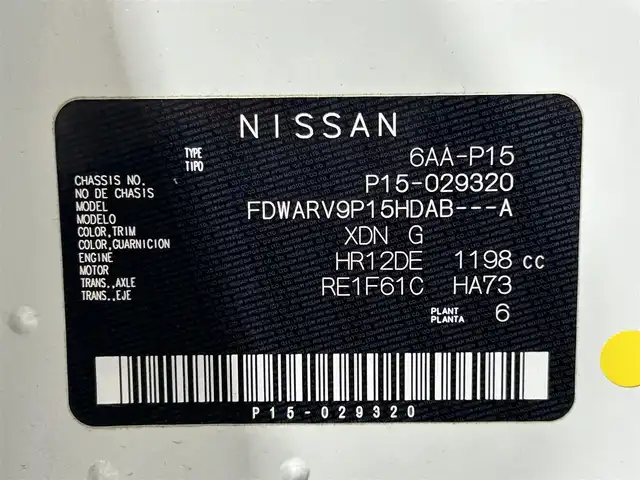 NISSAN
TYPE 6AA-P15
TIPO
CHASSIS NO. P15-029320
NO DE CHASIS
MODEL FDWARV9P15HDAB---A
MODELO
COLOR,TRIM XDN G
COLOR,GUARNICION
ENGINE HR12DE 1198 cc
MOTOR
TRANS.,AXLE RE1F61C HA73
TRANS.,EJE
PLANT 6
PLANTA
P15-029320